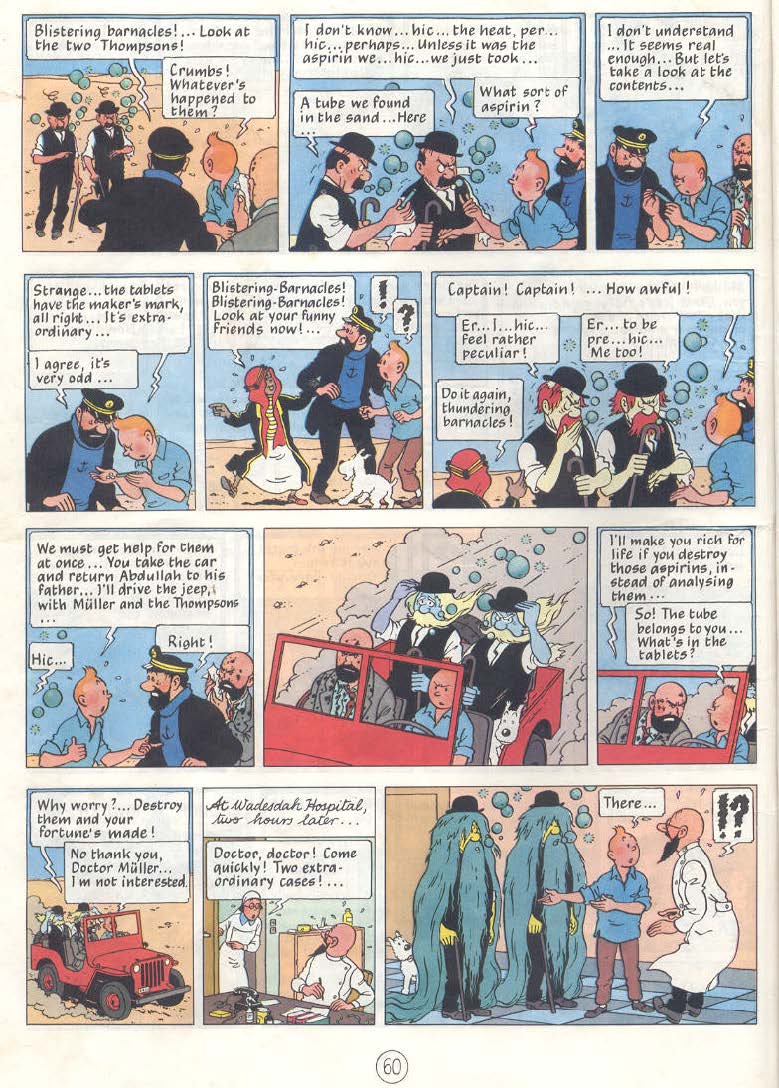 Blistering barnacles!... Look at
the two Thompsons!
Crumbs!
Whatever's
happened to
them?
I don't know...hic...the heat, per...
hic...perhaps... Unless it was the
aspirin we...hic...we just took...
A tube we found
in the sand...Here
...
What sort of
aspirin?
I don't understand
...It seems real
enough... But let's
take a look at the
contents...
Strange...the tablets
have the maker's mark,
all right... It's extra-
ordinary...
I agree, it's
very odd...
Blistering-Barnacles!
Blistering-Barnacles!
Look at your funny
friends now!...
!
?
Captain! Captain! ...How awful!
Er...I...hic...
feel rather
peculiar!
Er...to be
pre...hic...
Me too!
Do it again,
thundering
barnacles!
We must get help for them
at once... You take the car
and return Abdullah to his
father...I'll drive the jeep,
with Müller and the Thompsons
...
Hic...
Right!
I'll make you rich for
life if you destroy
those aspirins, in-
stead of analysing
them...
So! The tube
belongs to you...
What's in the
tablets?
Why worry?...Destroy
them and your
fortune's made!
No thank you,
Doctor Müller...
I'm not interested.
At Wadesdah Hospital,
two hours later...
Doctor, doctor! Come
quickly! Two extra-
ordinary cases!...
There...
!?
60